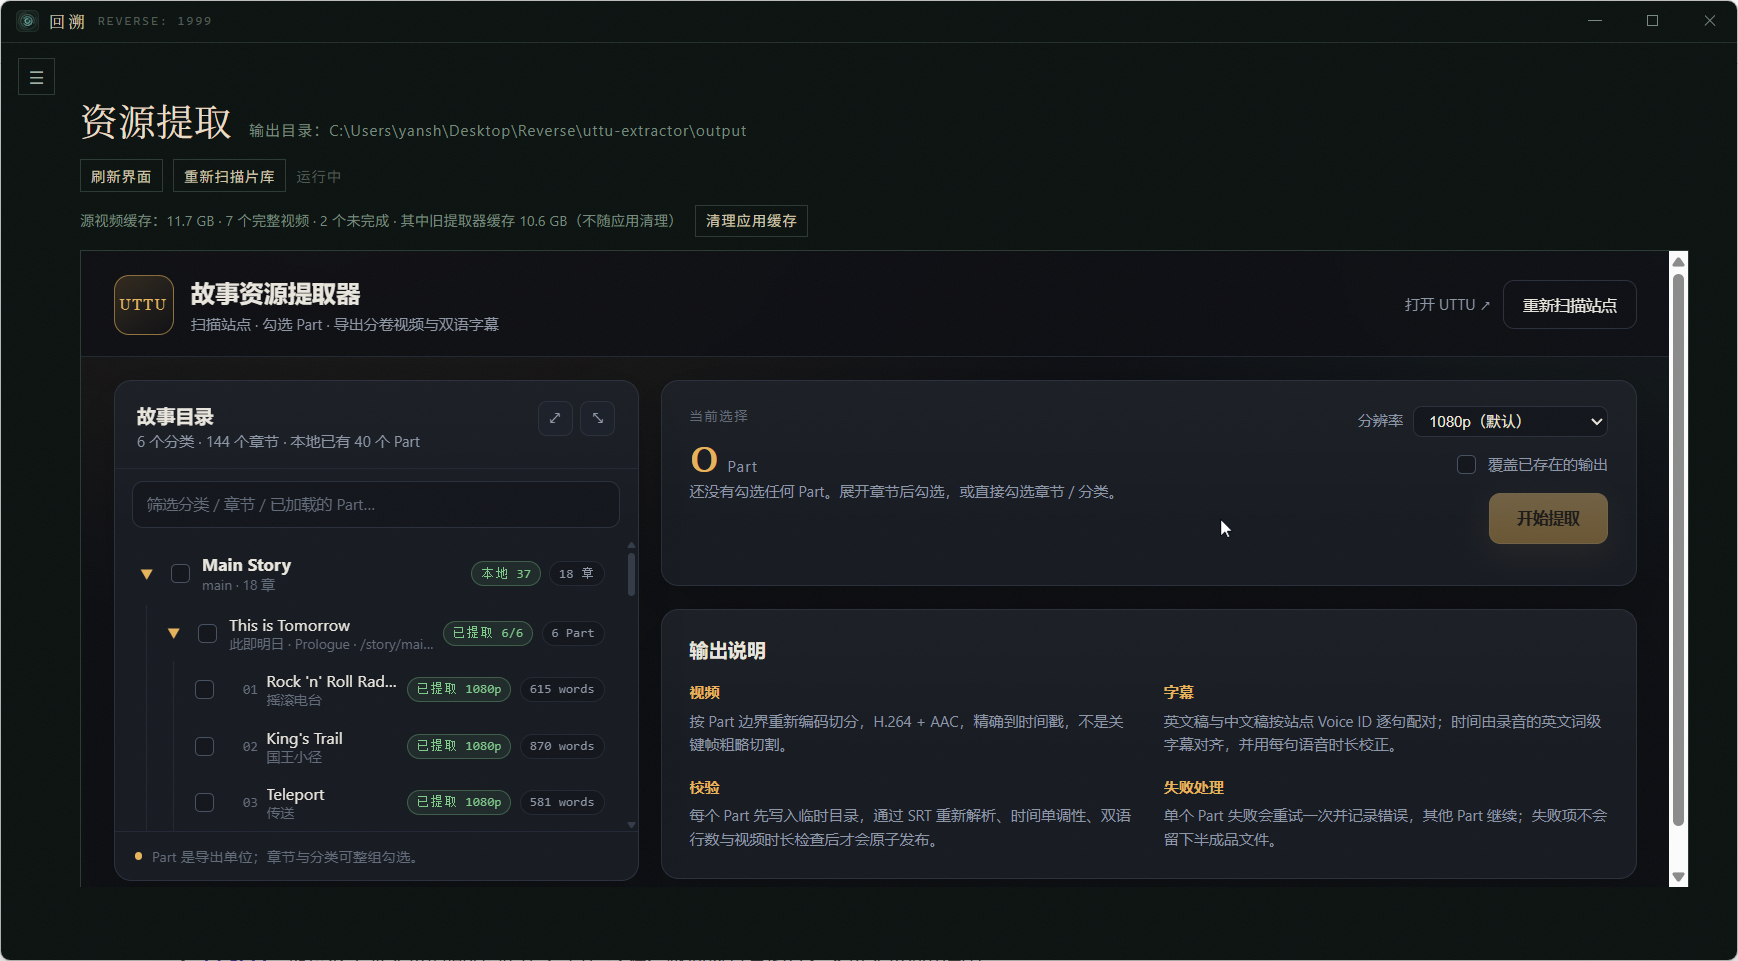 回溯 REVERSE: 1999
资源提取 输出目录：C:\Users\yansh\Desktop\Reverse\uttu-extractor\output
刷新界面 重新扫描片库 运行中
源视频缓存：11.7 GB · 7 个完整视频 · 2 个未完成 · 其中旧提取器缓存 10.6 GB（不随应用清理） 清理应用缓存
UTTU
故事资源提取器
扫描站点 · 勾选 Part · 导出分卷视频与双语字幕
打开 UTTU ↗ 重新扫描站点
故事目录
6 个分类 · 144 个章节 · 本地已有 40 个 Part
筛选分类 / 章节 / 已加载的 Part...
Main Story
main · 18 章
本地 37 18 章
This is Tomorrow
此即明日 · Prologue · /story/mai...
已提取 6/6 6 Part
01 Rock 'n' Roll Rad...
摇滚电台
已提取 1080p 615 words
02 King's Trail
国王小径
已提取 1080p 870 words
03 Teleport
传送
已提取 1080p 581 words
Part 是导出单位；章节与分类可整组勾选。
当前选择
0 Part
还没有勾选任何 Part。展开章节后勾选，或直接勾选章节 / 分类。
分辨率 1080p（默认）
覆盖已存在的输出
开始提取
输出说明
视频
按 Part 边界重新编码切分，H.264 + AAC，精确到时间戳，不是关
键帧粗略切割。
字幕
英文稿与中文稿按站点 Voice ID 逐句配对；时间由录音的英文词级
字幕对齐，并用每句语音时长校正。
校验
每个 Part 先写入临时目录，通过 SRT 重新解析、时间单调性、双语
行数与视频时长检查后才会原子发布。
失败处理
单个 Part 失败会重试一次并记录错误，其他 Part 继续；失败项不会
留下半成品文件。